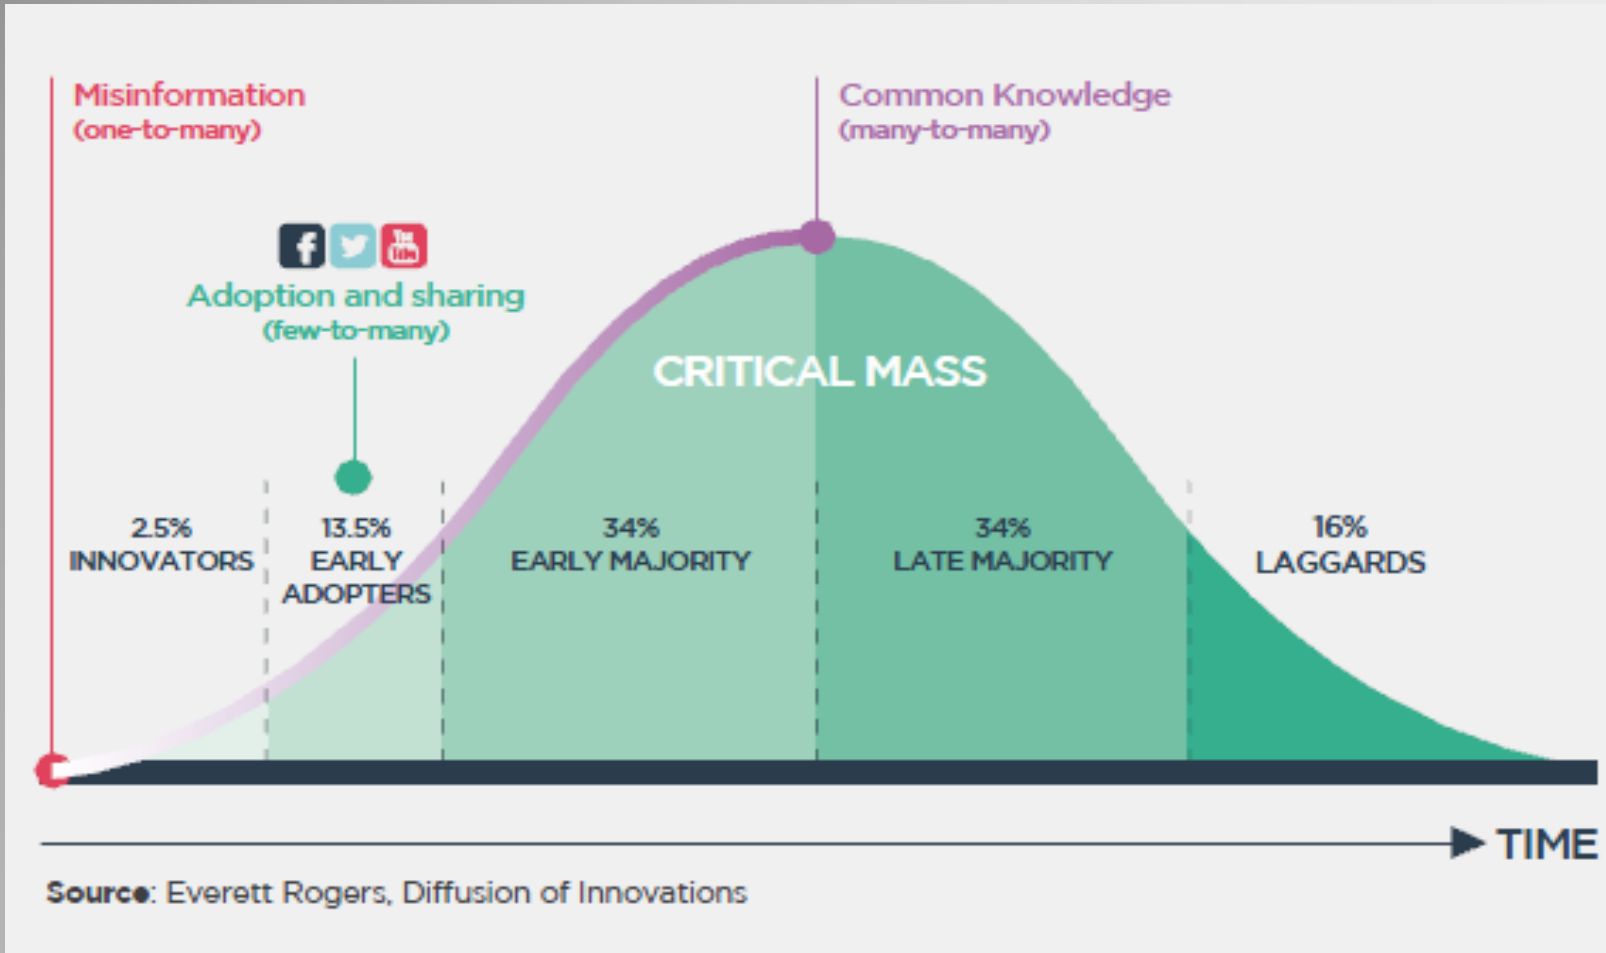 Misinformation
(one-to-many)
Common Knowledge
(many-to-many)
f
You
Tube
Adoption and sharing
(few-to-many)
CRITICAL MASS
2.5%
INNOVATORS
13.5%
EARLY
ADOPTERS
34%
EARLY MAJORITY
34%
LATE MAJORITY
16%
LAGGARDS
TIME
Source: Everett Rogers, Diffusion of Innovations